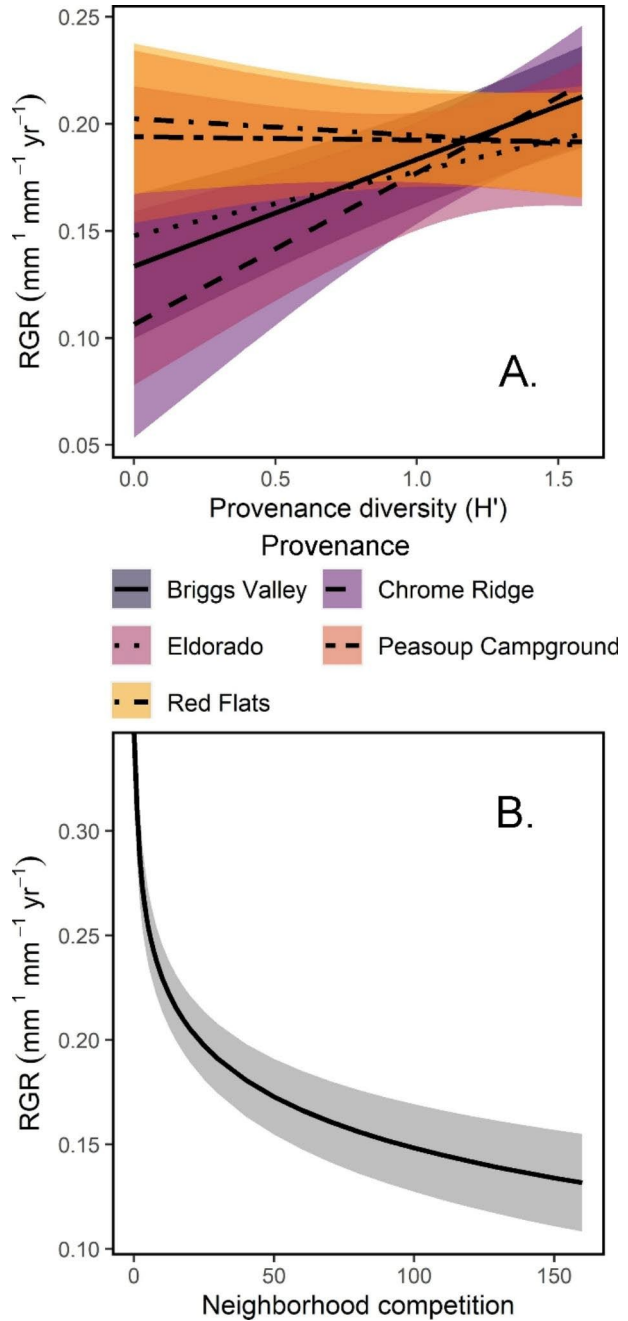 0.25
0.20
0.15
0.10
0.05
RGR (mm⁻¹ mm⁻¹ yr⁻¹)
A.
0.0 0.5 1.0 1.5
Provenance diversity (H')
Provenance
Briggs Valley Chrome Ridge
Eldorado Peasoup Campground
Red Flats
B.
0.30
0.25
0.20
0.15
0.10
RGR (mm¹ mm⁻¹ yr⁻¹)
0 50 100 150
Neighborhood competition